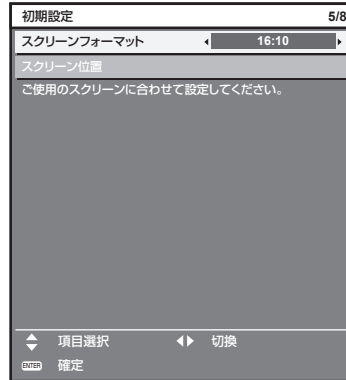 初期設定 5/8
スクリーンフォーマット 16:10
スクリーン位置
ご使用のスクリーンに合わせて設定してください。
項目選択 切換
ENTER 確定